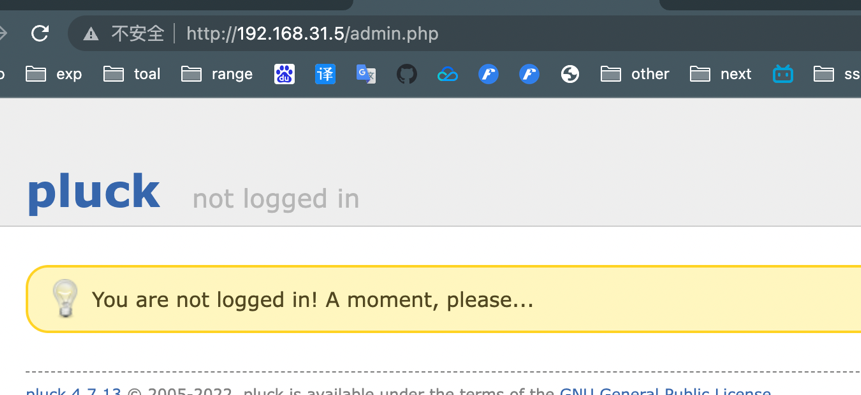 不安全 http://192.168.31.5/admin.php
exp toal range other next ss
pluck not logged in
You are not logged in! A moment, please...
pluck 4.7.13 © 2005-2022. pluck is available under the terms of the GNU General Public License.